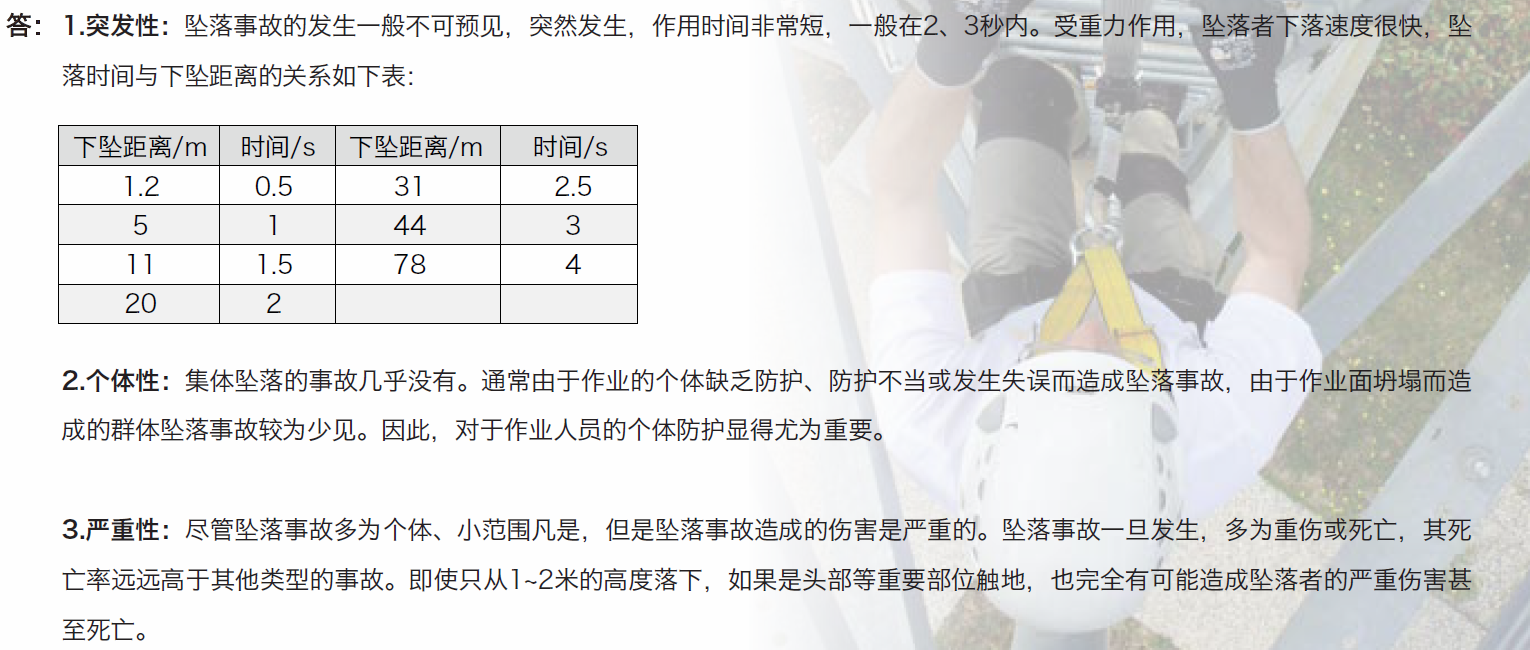 答： 1.突发性：坠落事故的发生一般不可预见，突然发生，作用时间非常短，一般在2、3秒内。受重力作用，坠落者下落速度很快，坠
落时间与下坠距离的关系如下表：
下坠距离/m 时间/s 下坠距离/m 时间/s
1.2 0.5 31 2.5
5 1 44 3
11 1.5 78 4
20 2
2.个体性：集体坠落的事故几乎没有。通常由于作业的个体缺乏防护、防护不当或发生失误而造成坠落事故，由于作业面坍塌而造
成的群体坠落事故较为少见。因此，对于作业人员的个体防护显得尤为重要。
3.严重性：尽管坠落事故多为个体、小范围凡是，但是坠落事故造成的伤害是严重的。坠落事故一旦发生，多为重伤或死亡，其死
亡率远远高于其他类型的事故。即使只从1~2米的高度落下，如果是头部等重要部位触地，也完全有可能造成坠落者的严重伤害甚
至死亡。